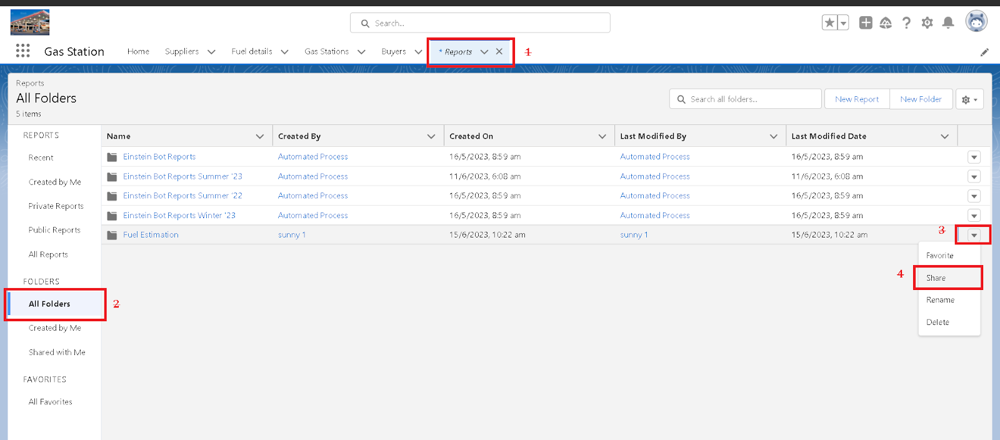 Search...
Gas Station Home Suppliers Fuel details Gas Stations Buyers * Reports 1
Reports
All Folders
5 items
Search all folders... New Report New Folder
REPORTS
Recent
Created by Me
Private Reports
Public Reports
All Reports
FOLDERS
All Folders 2
Created by Me
Shared with Me
FAVORITES
All Favorites
Name Created By Created On Last Modified By Last Modified Date
Einstein Bot Reports Automated Process 16/5/2023, 8:59 am Automated Process 16/5/2023, 8:59 am
Einstein Bot Reports Summer '23 Automated Process 11/6/2023, 6:08 am Automated Process 11/6/2023, 6:08 am
Einstein Bot Reports Summer '22 Automated Process 16/5/2023, 8:59 am Automated Process 16/5/2023, 8:59 am
Einstein Bot Reports Winter '23 Automated Process 16/5/2023, 8:59 am Automated Process 16/5/2023, 8:59 am
Fuel Estimation sunny 1 15/6/2023, 10:22 am sunny 1 15/6/2023, 10:22 am 3
Favorite
4 Share
Rename
Delete